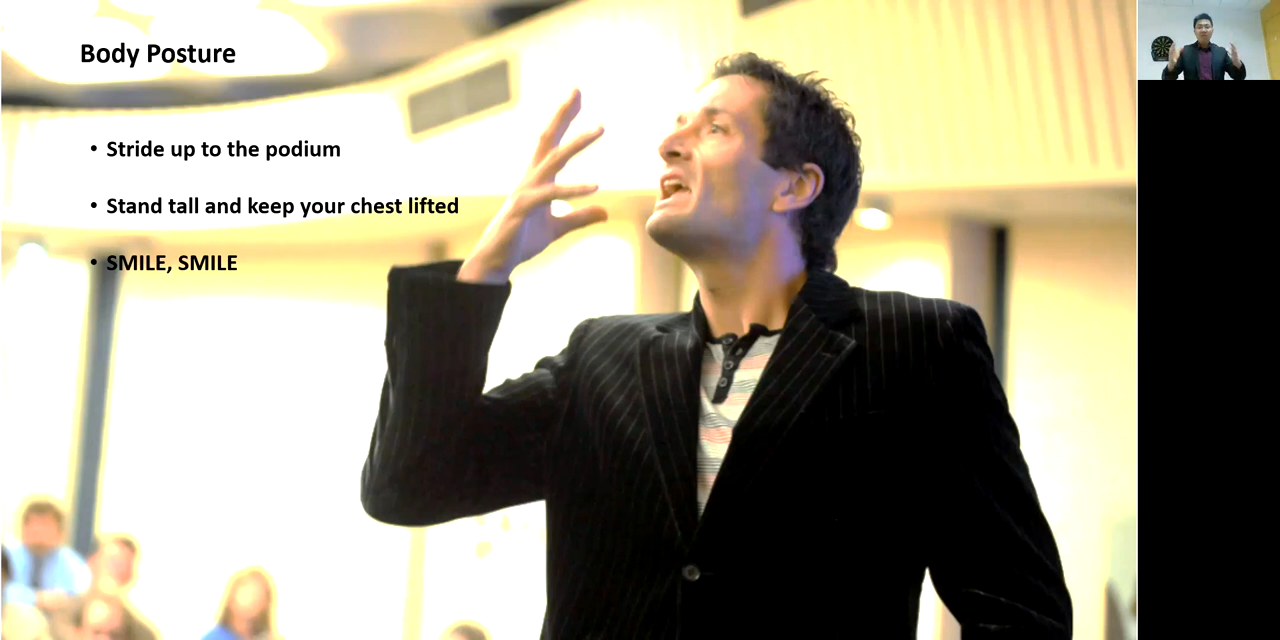 Body Posture
• Stride up to the podium
• Stand tall and keep your chest lifted
• SMILE, SMILE